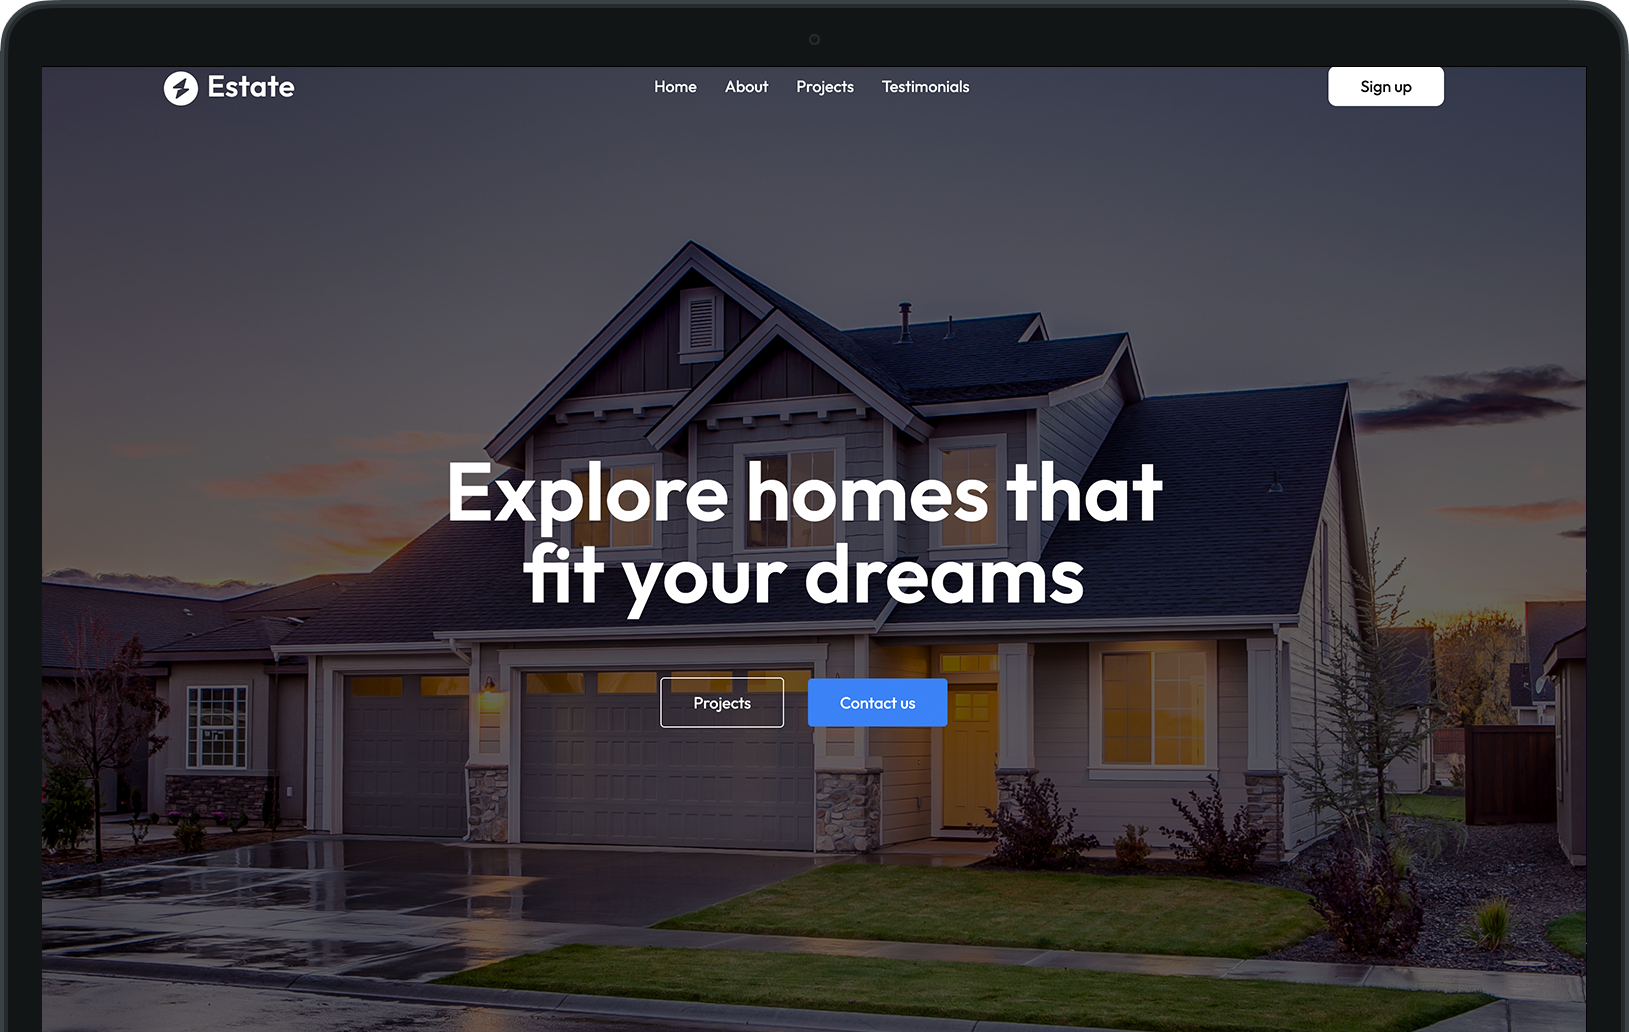 Estate
Home About Projects Testimonials
Sign up
Explore homes that
fit your dreams
Projects
Contact us